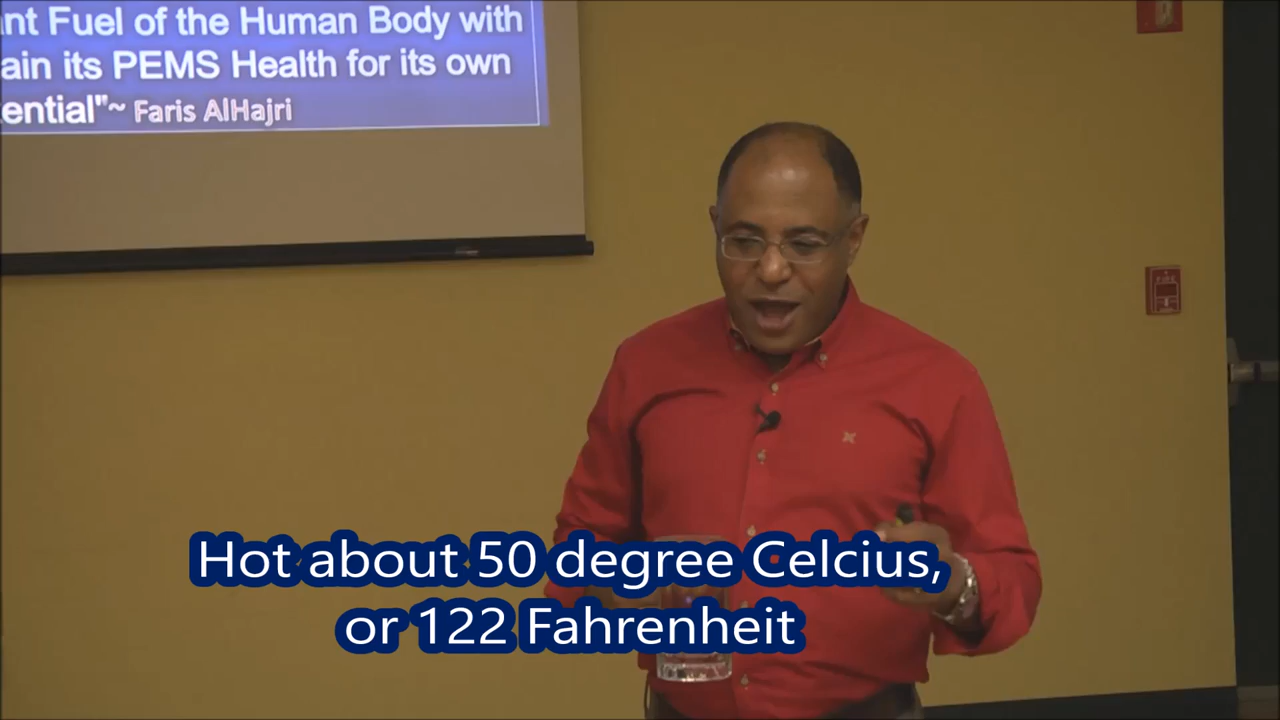 ant Fuel of the Human Body with
ain its PEMS Health for its own
ential"~ Faris AlHajri
FIRE
Hot about 50 degree Celcius,
or 122 Fahrenheit